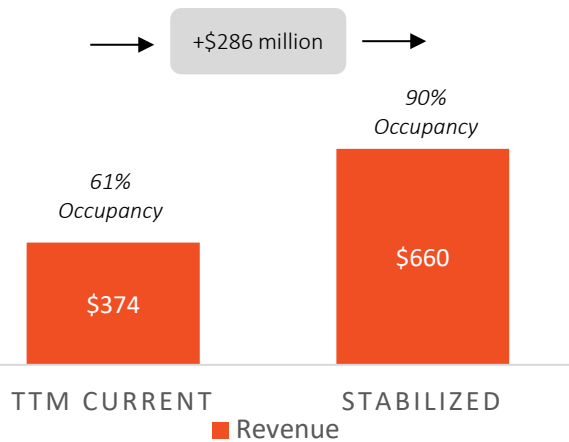 +$286 million
90%
Occupancy
61%
Occupancy
$660
$374
TTM CURRENT
STABILIZED
Revenue